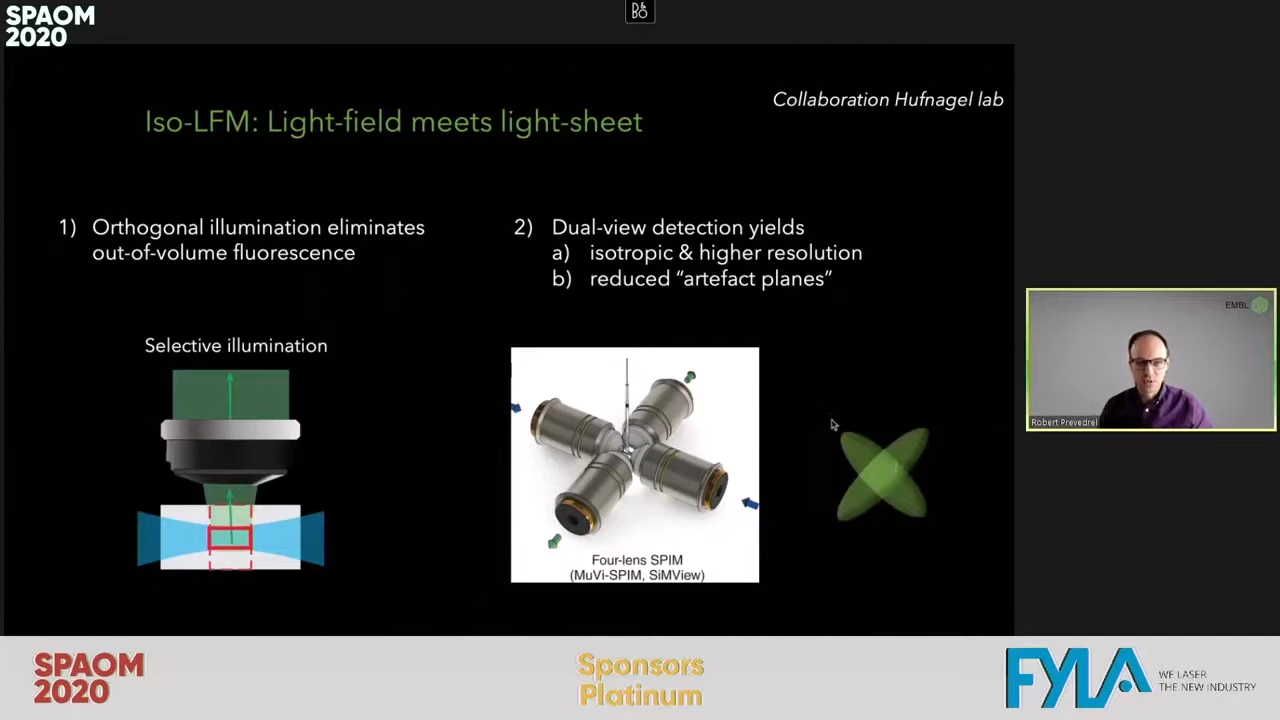 SPAOM
2020
B&O
Collaboration Hufnagel lab
Iso-LFM: Light-field meets light-sheet
1) Orthogonal illumination eliminates
out-of-volume fluorescence
2) Dual-view detection yields
a) isotropic & higher resolution
b) reduced “artefact planes”
Selective illumination
Four-lens SPIM
(MuVi-SPIM, SiMView)
EMBL
Robert Prevedrel
SPAOM
2020
Sponsors
Platinum
FYLA
WE LASER
THE NEW INDUSTRY